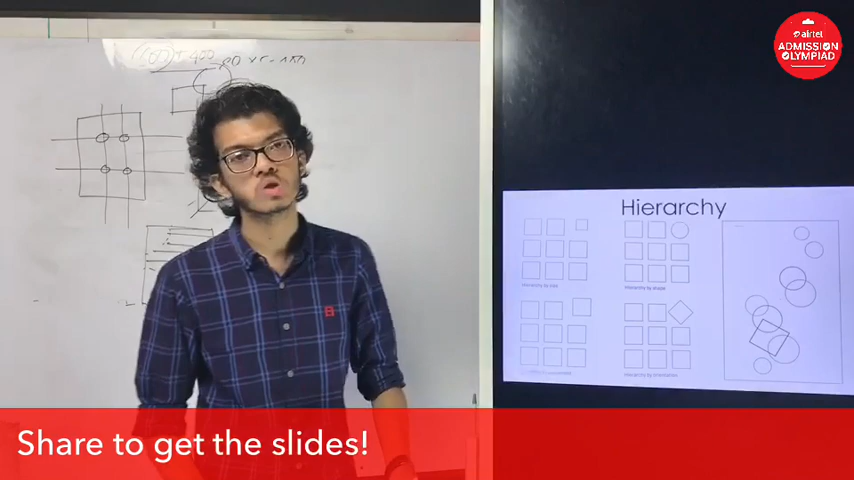 airtel
ADMISSION
OLYMPIAD
Hierarchy
Hierarchy by size
Hierarchy by shape
Hierarchy by orientation
Share to get the slides!